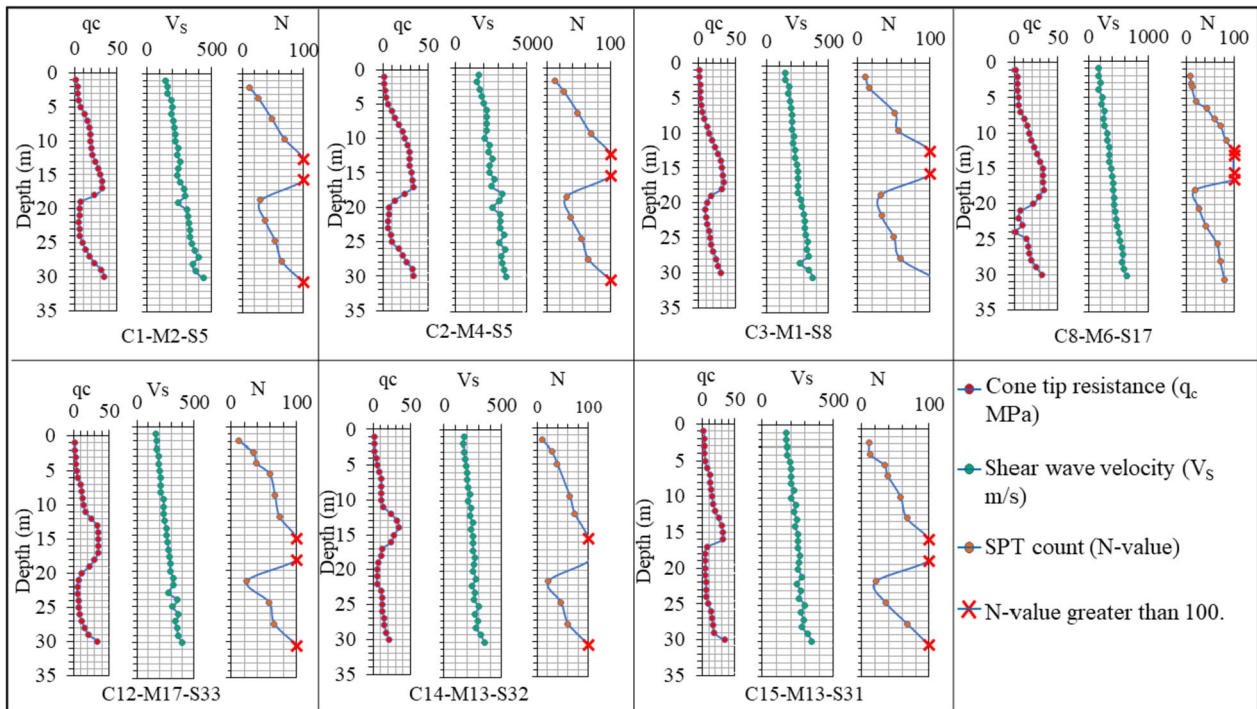 qc Vs N
0 50 0 500 0 100
0
5
10
15
20
25
30
35
Depth (m)
C1-M2-S5
qc Vs N
0 50 0 5000 100
0
5
10
15
20
25
30
35
Depth (m)
C2-M4-S5
qc Vs N
0 50 0 500 0 100
0
5
10
15
20
25
30
35
Depth (m)
C3-M1-S8
qc Vs N
0 50 0 1000 0 100
0
5
10
15
20
25
30
35
Depth (m)
C8-M6-S17
qc Vs N
0 50 0 500 0 100
0
5
10
15
20
25
30
35
Depth (m)
C12-M17-S33
qc Vs N
0 50 0 500 0 100
0
5
10
15
20
25
30
35
Depth (m)
C14-M13-S32
qc Vs N
0 50 0 500 0 100
0
5
10
15
20
25
30
35
Depth (m)
C15-M13-S31
Cone tip resistance (qc
MPa)
Shear wave velocity (VS
m/s)
SPT count (N-value)
N-value greater than 100.